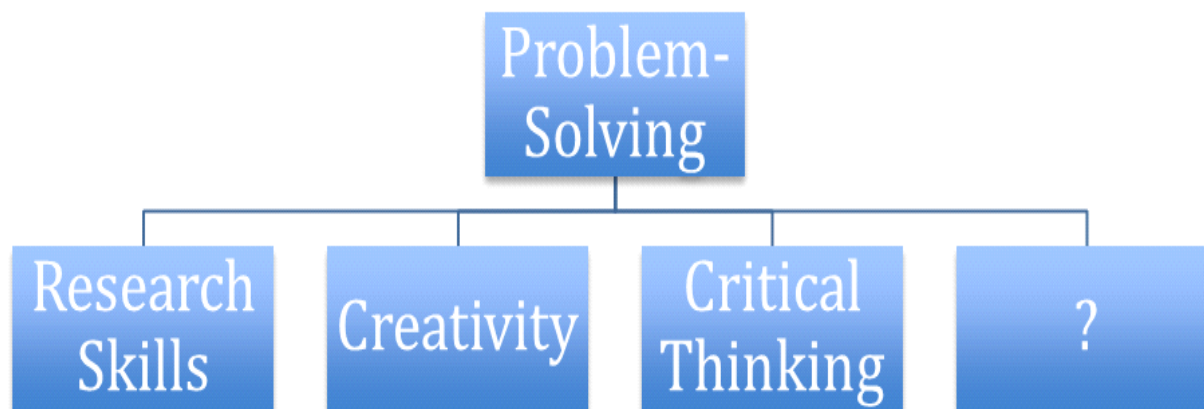 Problem-
Solving
Research
Skills
Creativity
Critical
Thinking
?